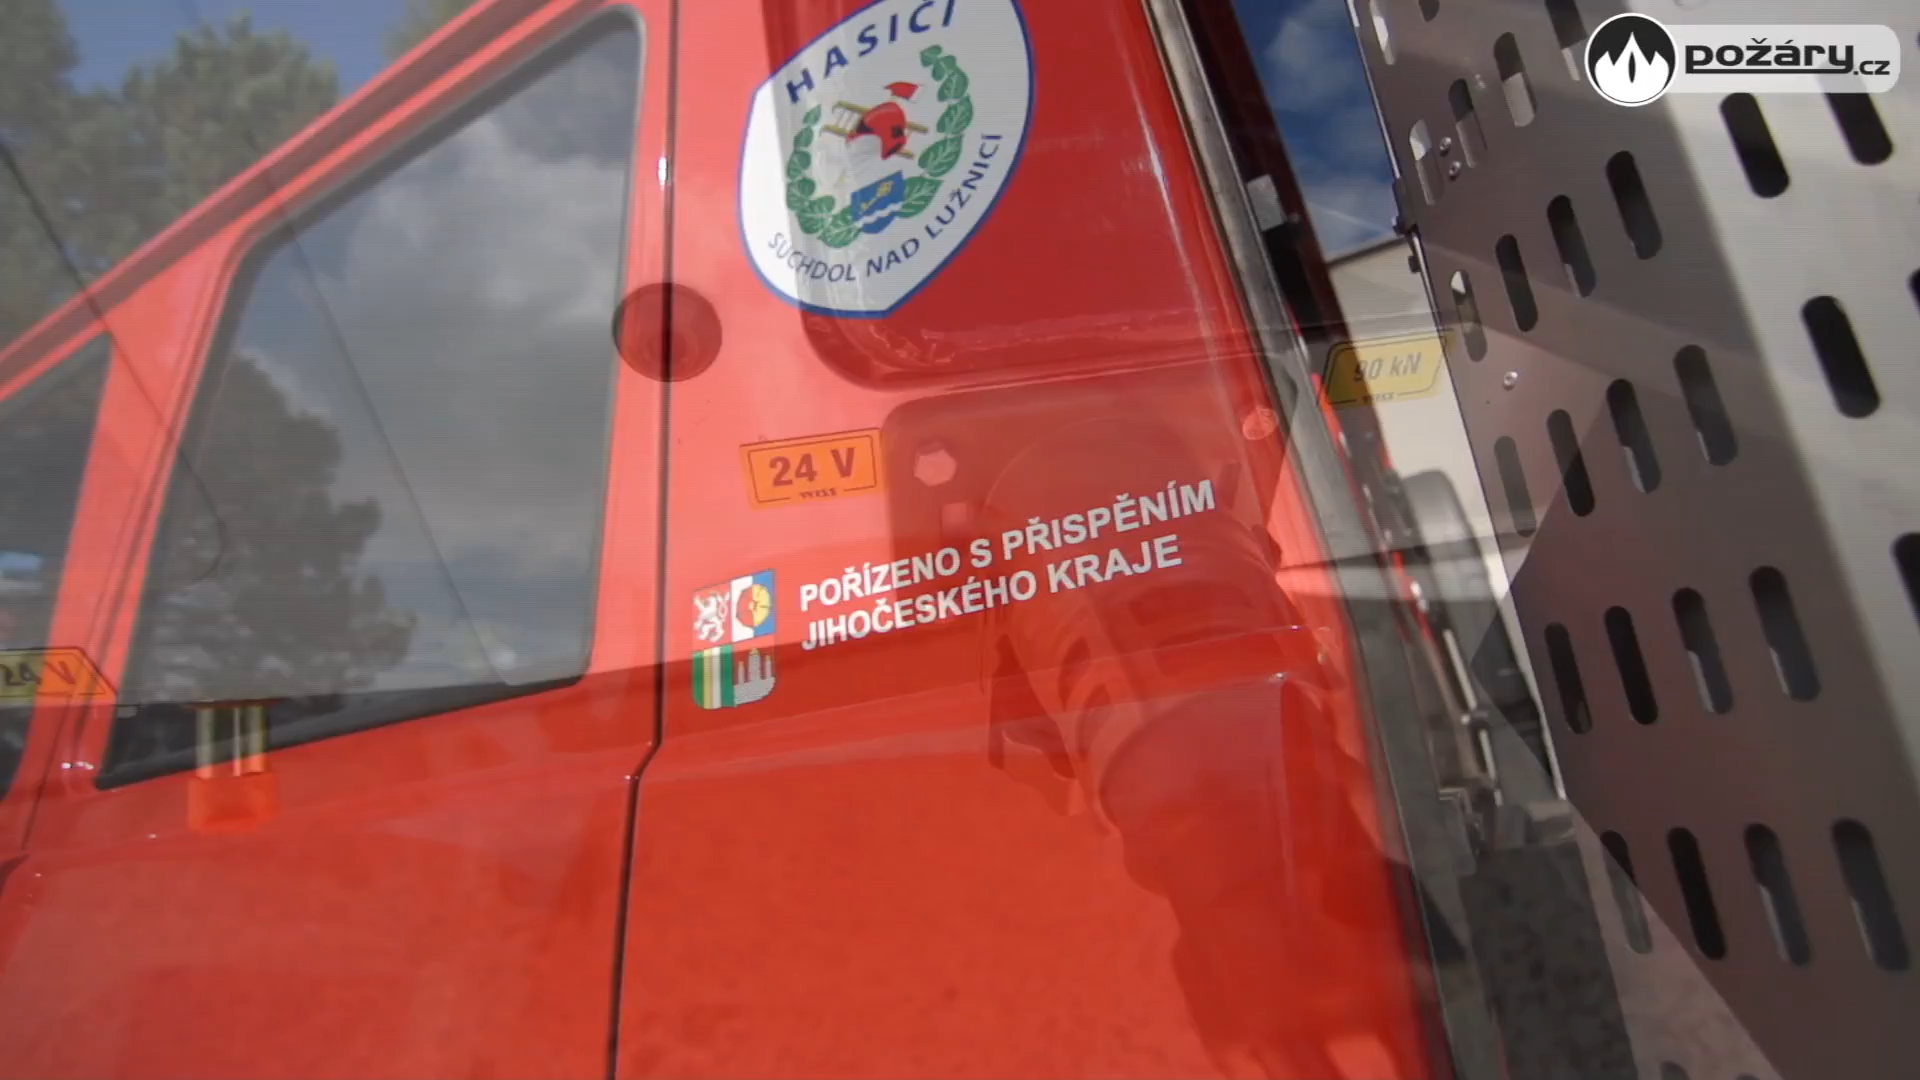 požáry.cz
HASIČI
SUCHDOL NAD LUŽNICÍ
90 kN
24 V
POŘÍZENO S PŘISPĚNÍM
JIHOČESKÉHO KRAJE
24 V